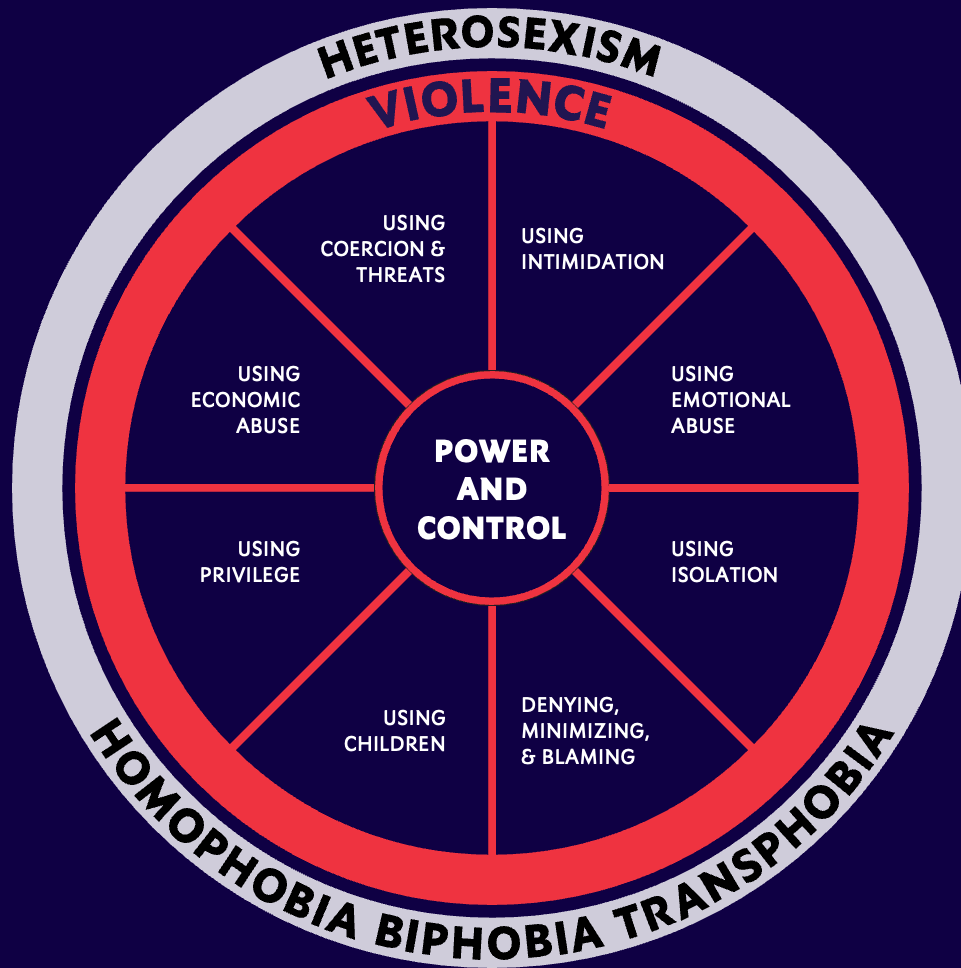 HETEROSEXISM
VIOLENCE
USING
COERCION &
THREATS
USING
INTIMIDATION
USING
ECONOMIC
ABUSE
USING
EMOTIONAL
ABUSE
POWER
AND
CONTROL
USING
PRIVILEGE
USING
ISOLATION
USING
CHILDREN
DENYING,
MINIMIZING,
& BLAMING
HOMOPHOBIA BIPHOBIA TRANSPHOBIA